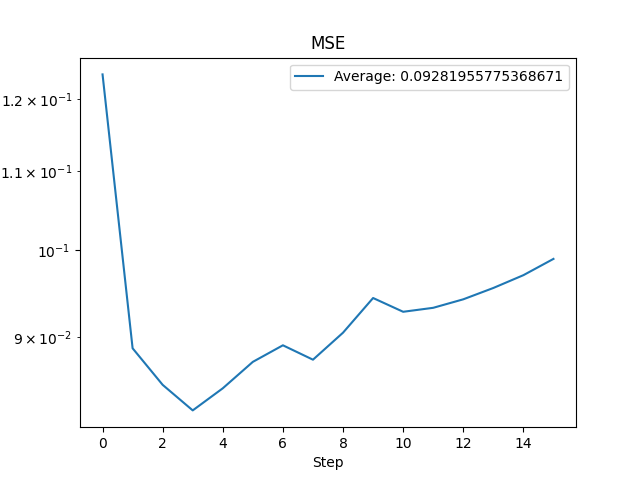 MSE
Average: 0.09281955775368671
1.2 × 10⁻¹
1.1 × 10⁻¹
10⁻¹
9 × 10⁻²
0 2 4 6 8 10 12 14
Step